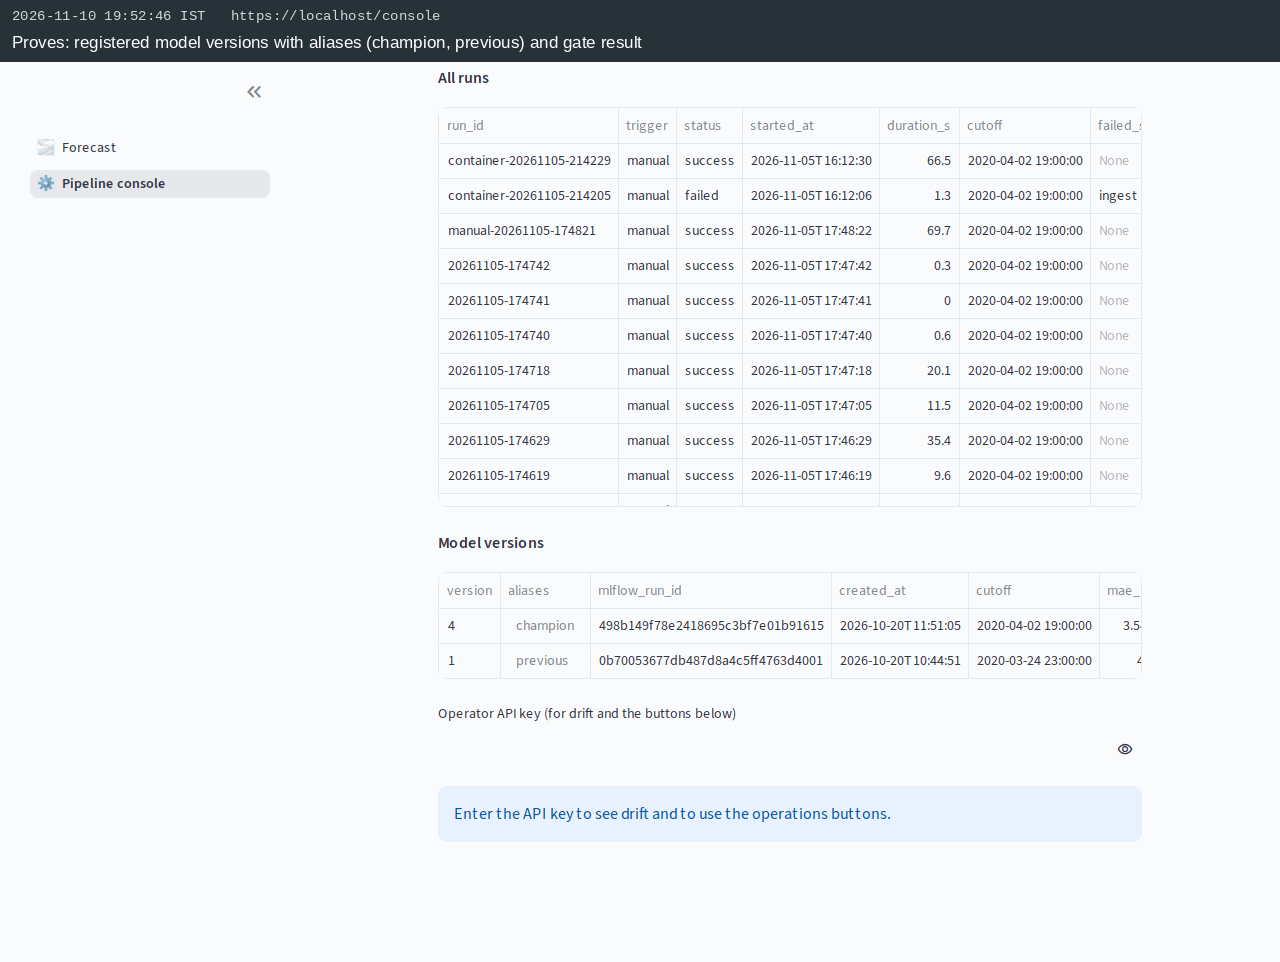 2026-11-10 19:52:46 IST https://localhost/console
Proves: registered model versions with aliases (champion, previous) and gate result
Forecast
Pipeline console
All runs
run_id trigger status started_at duration_s cutoff failed_s
container-20261105-214229 manual success 2026-11-05T16:12:30 66.5 2020-04-02 19:00:00 None
container-20261105-214205 manual failed 2026-11-05T16:12:06 1.3 2020-04-02 19:00:00 ingest
manual-20261105-174821 manual success 2026-11-05T17:48:22 69.7 2020-04-02 19:00:00 None
20261105-174742 manual success 2026-11-05T17:47:42 0.3 2020-04-02 19:00:00 None
20261105-174741 manual success 2026-11-05T17:47:41 0 2020-04-02 19:00:00 None
20261105-174740 manual success 2026-11-05T17:47:40 0.6 2020-04-02 19:00:00 None
20261105-174718 manual success 2026-11-05T17:47:18 20.1 2020-04-02 19:00:00 None
20261105-174705 manual success 2026-11-05T17:47:05 11.5 2020-04-02 19:00:00 None
20261105-174629 manual success 2026-11-05T17:46:29 35.4 2020-04-02 19:00:00 None
20261105-174619 manual success 2026-11-05T17:46:19 9.6 2020-04-02 19:00:00 None
Model versions
version aliases mlflow_run_id created_at cutoff mae_
4 champion 498b149f78e2418695c3bf7e01b91615 2026-10-20T11:51:05 2020-04-02 19:00:00 3.5
1 previous 0b70053677db487d8a4c5ff4763d4001 2026-10-20T10:44:51 2020-03-24 23:00:00
Operator API key (for drift and the buttons below)
Enter the API key to see drift and to use the operations buttons.